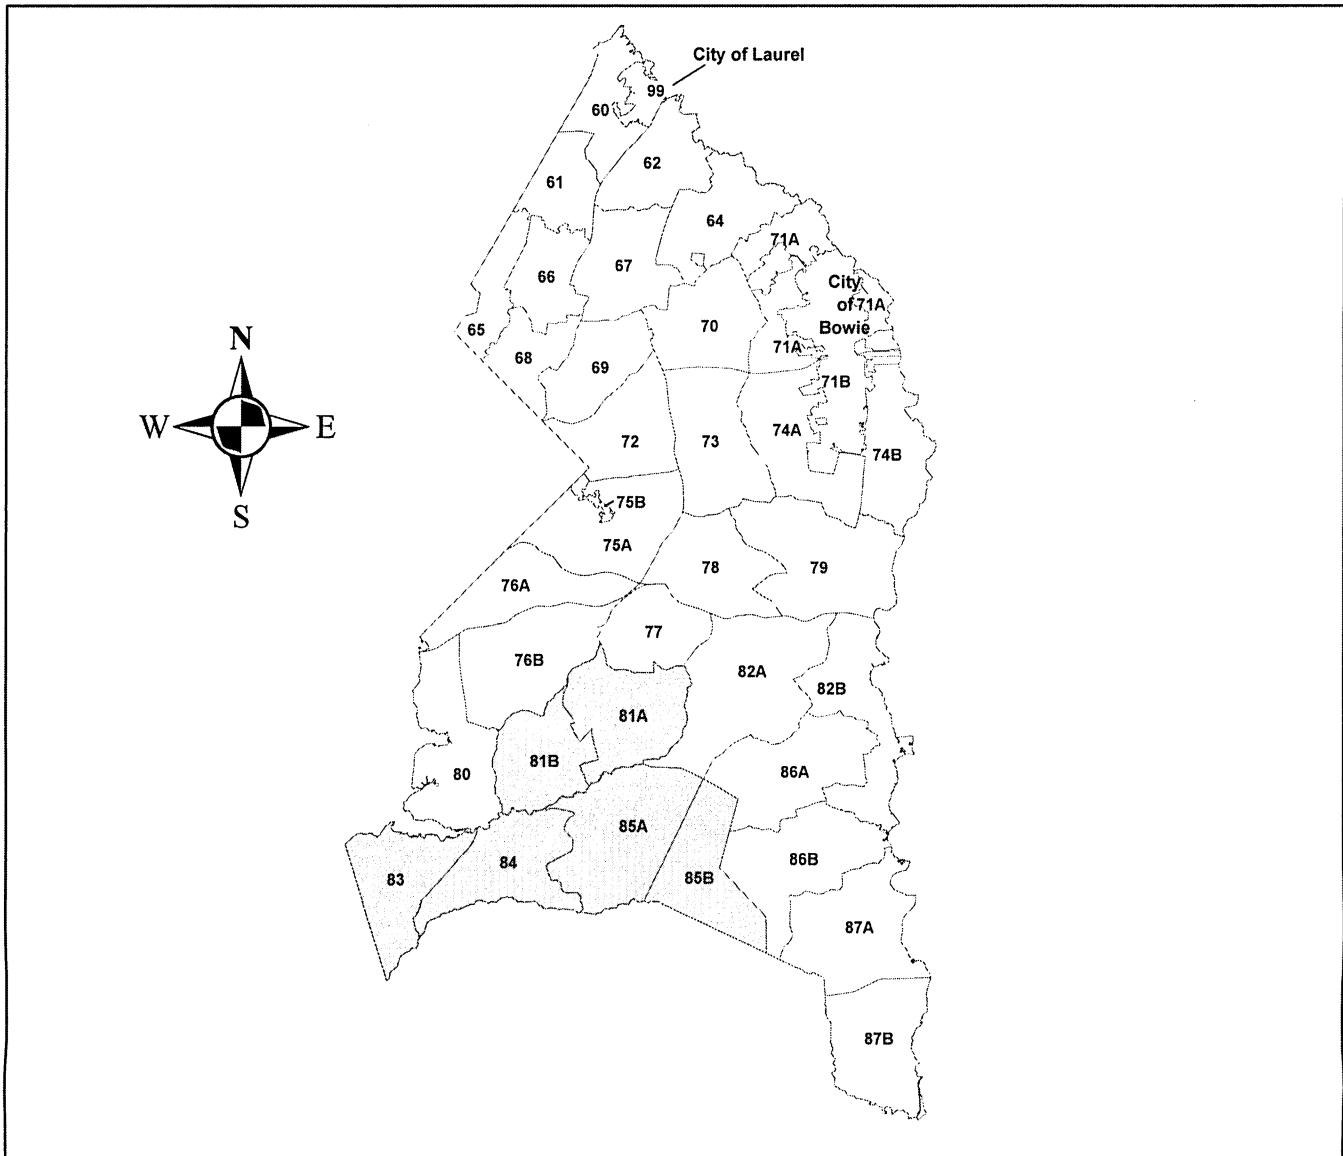 City of Laurel
99
60
62
61
64
71A
67
66
City
of 71A
Bowie
65
70
68
71A
69
71B
N
W E
S
72
73
74A
74B
75B
75A
78
79
76A
77
76B
82A
82B
81A
81B
80
86A
85A
86B
84
83
85B
87A
87B